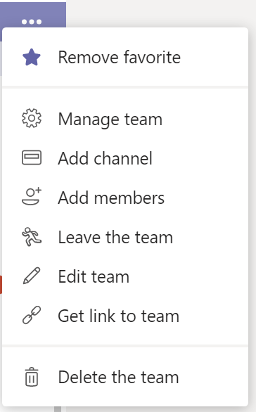 Remove favorite
Manage team
Add channel
Add members
Leave the team
Edit team
Get link to team
Delete the team